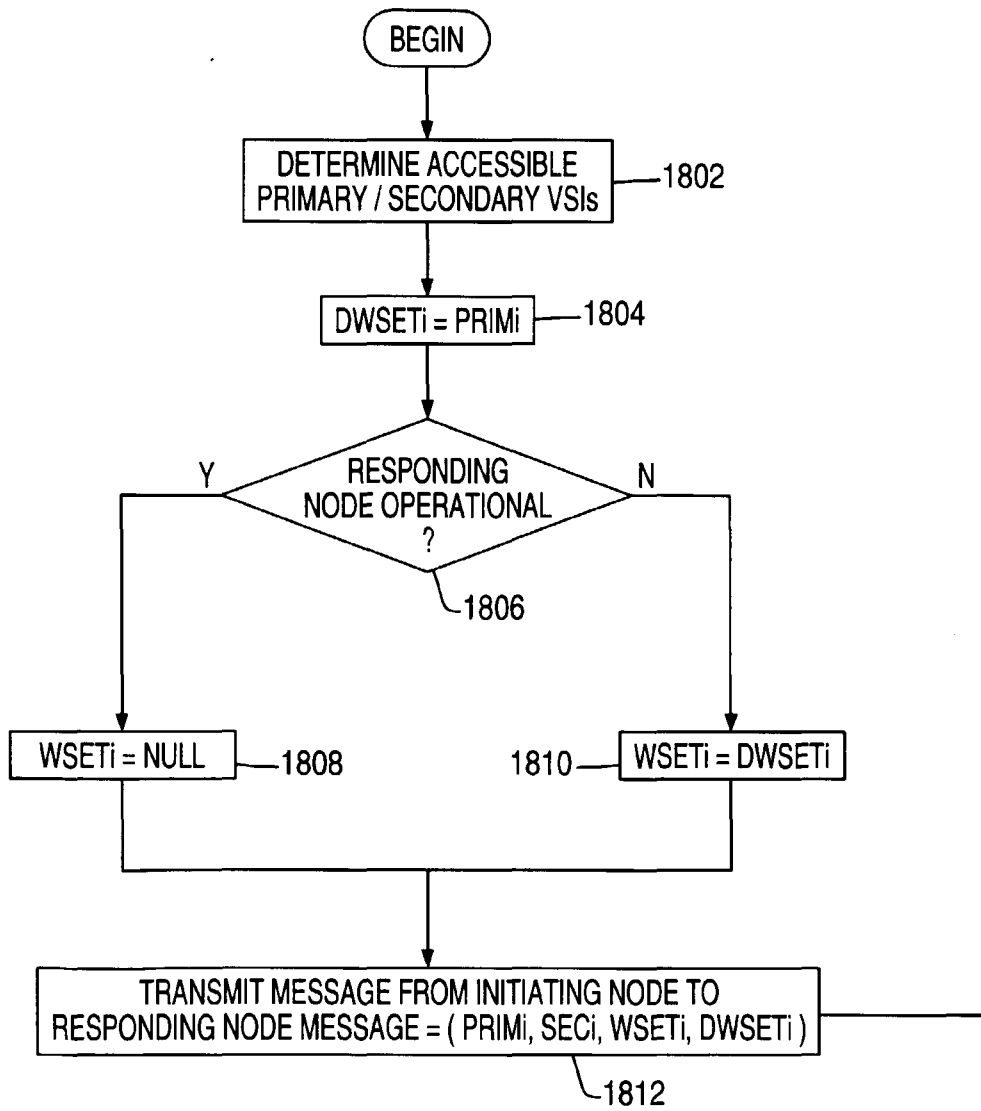 BEGIN
DETERMINE ACCESSIBLE
PRIMARY / SECONDARY VSIs
1802
DWSETi = PRIMi
1804
Y
RESPONDING
NODE OPERATIONAL
?
N
1806
WSETi = NULL
1808
1810
WSETi = DWSETi
TRANSMIT MESSAGE FROM INITIATING NODE TO
RESPONDING NODE MESSAGE = ( PRIMi, SECi, WSETi, DWSETi )
1812